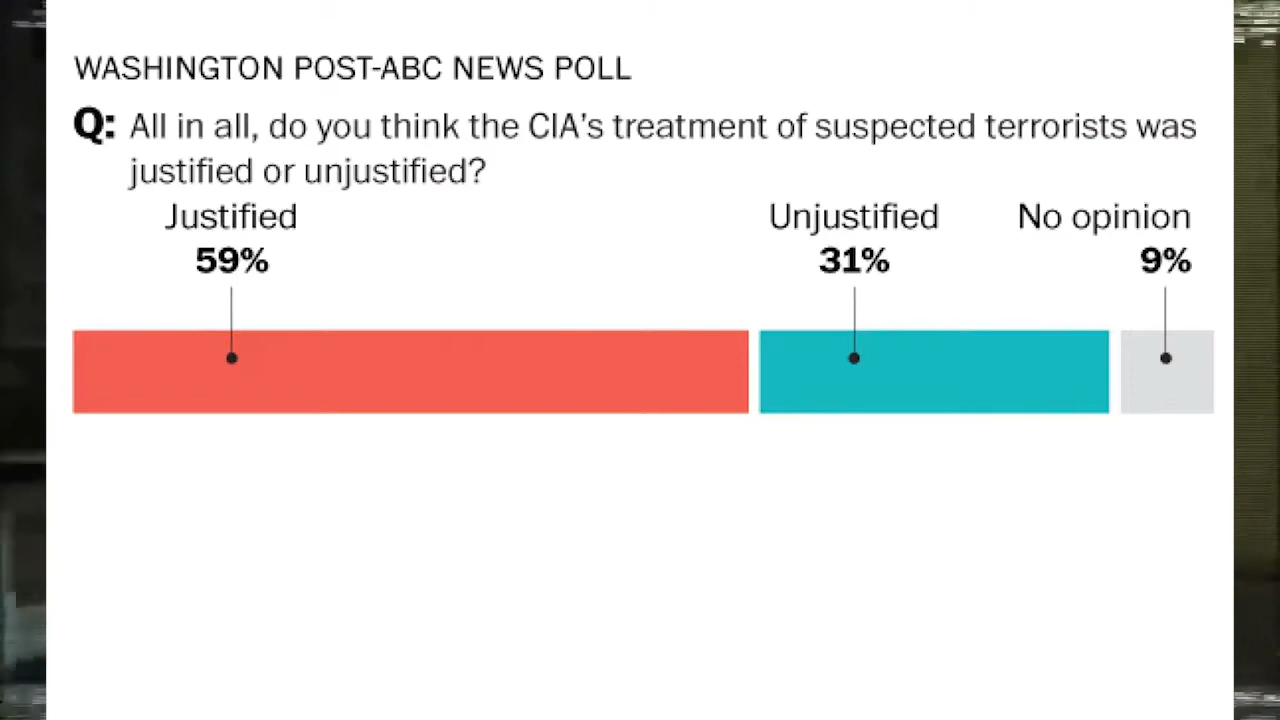 WASHINGTON POST-ABC NEWS POLL
Q: All in all, do you think the CIA's treatment of suspected terrorists was
justified or unjustified?
Justified Unjustified No opinion
59% 31% 9%